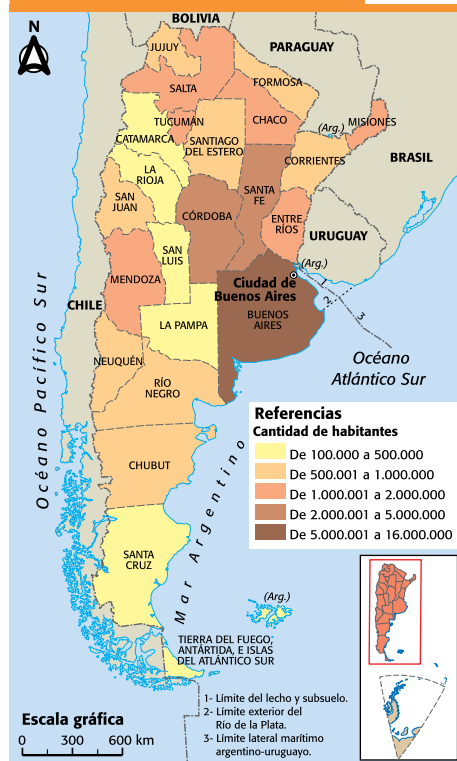 BOLIVIA
N
JUJUY
PARAGUAY
SALTA
FORMOSA
TUCUMÁN
CHACO
MISIONES
CATAMARCA
SANTIAGO
DEL ESTERO
(Arg.)
CORRIENTES
BRASIL
LA
RIOJA
SANTA
FE
SAN
JUAN
CÓRDOBA
ENTRE
RÍOS
URUGUAY
SAN
LUIS
(Arg.)
MENDOZA
Ciudad de
Buenos Aires
1
2
3
CHILE
LA PAMPA
BUENOS
AIRES
Océano Pacífico Sur
NEUQUÉN
Océano
Atlántico Sur
RÍO
NEGRO
Referencias
Cantidad de habitantes
De 100.000 a 500.000
De 500.001 a 1.000.000
De 1.000.001 a 2.000.000
De 2.000.001 a 5.000.000
De 5.000.001 a 16.000.000
CHUBUT
Mar Argentino
SANTA
CRUZ
(Arg.)
TIERRA DEL FUEGO,
ANTÁRTIDA, E ISLAS
DEL ATLÁNTICO SUR
1- Límite del lecho y subsuelo.
2- Límite exterior del
Río de la Plata.
3- Límite lateral marítimo
argentino-uruguayo.
Escala gráfica
0 300 600 km